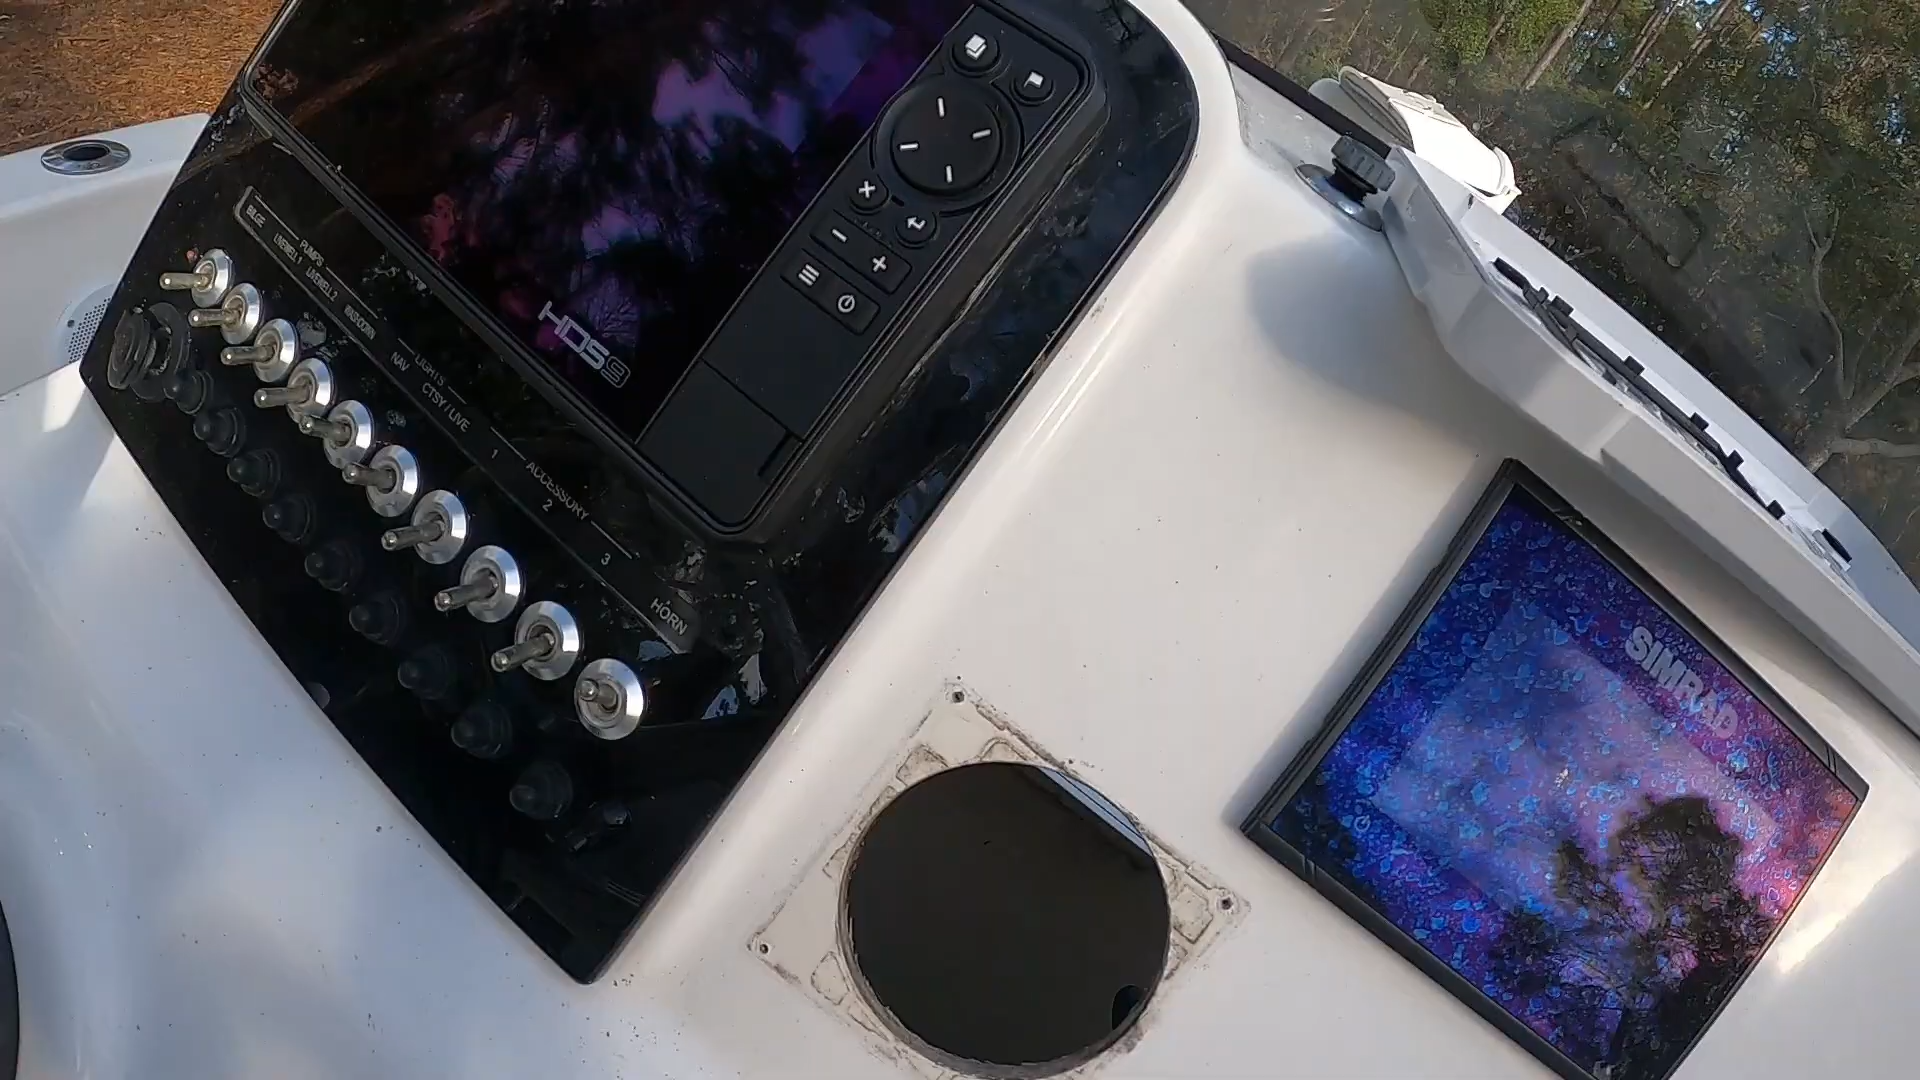 HDS9
PUMPS
BILGE LIVEWELL 1 LIVEWELL 2 WASHDOWN
LIGHTS
NAV CTSY / LIVE
ACCESSORY
1 2 3
HORN
SIMRAD